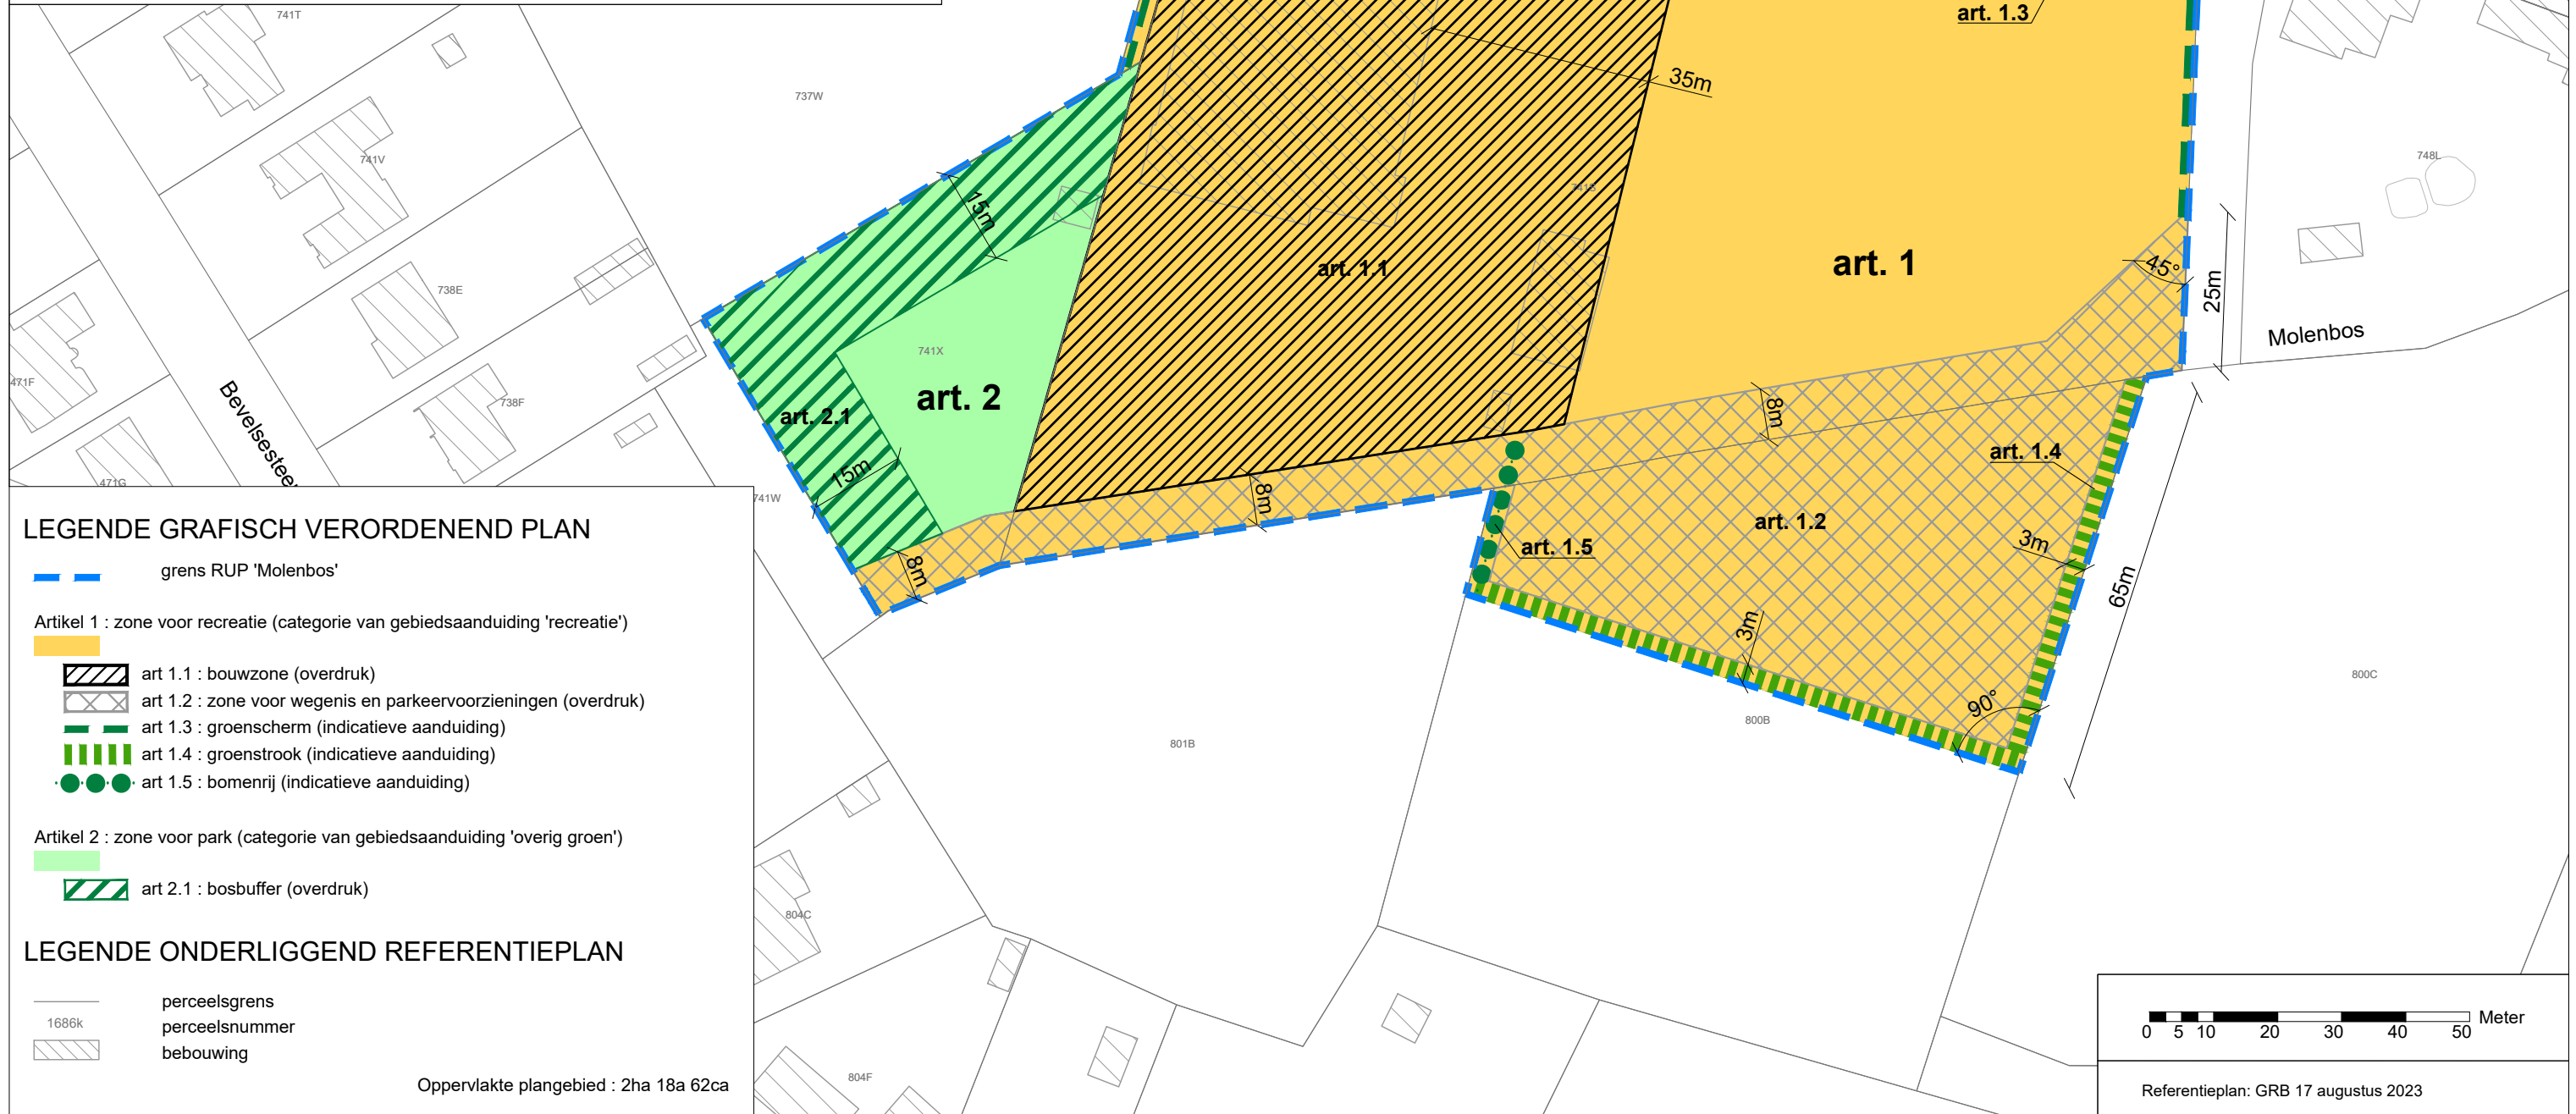 741T
art. 1.3
737W
35m
741V
748L
15m
art. 1.1
art. 1
45°
25m
738E
Molenbos
741X
471F
art. 2
738F
Bevelsestee
art. 2.1
8m
art. 1.4
15m
471G
741W
8m
art. 1.2
art. 1.5
3m
8m
65m
3m
90°
800C
800B
801B
804C
804F
LEGENDE GRAFISCH VERORDENEND PLAN
grens RUP 'Molenbos'
Artikel 1 : zone voor recreatie (categorie van gebiedsaanduiding 'recreatie')
art 1.1 : bouwzone (overdruk)
art 1.2 : zone voor wegenis en parkeervoorzieningen (overdruk)
art 1.3 : groenscherm (indicatieve aanduiding)
art 1.4 : groenstrook (indicatieve aanduiding)
art 1.5 : bomenrij (indicatieve aanduiding)
Artikel 2 : zone voor park (categorie van gebiedsaanduiding 'overig groen')
art 2.1 : bosbuffer (overdruk)
LEGENDE ONDERLIGGEND REFERENTIEPLAN
perceelsgrens
1686k perceelsnummer
bebouwing
Oppervlakte plangebied : 2ha 18a 62ca
Meter
0 5 10 20 30 40 50
Referentieplan: GRB 17 augustus 2023